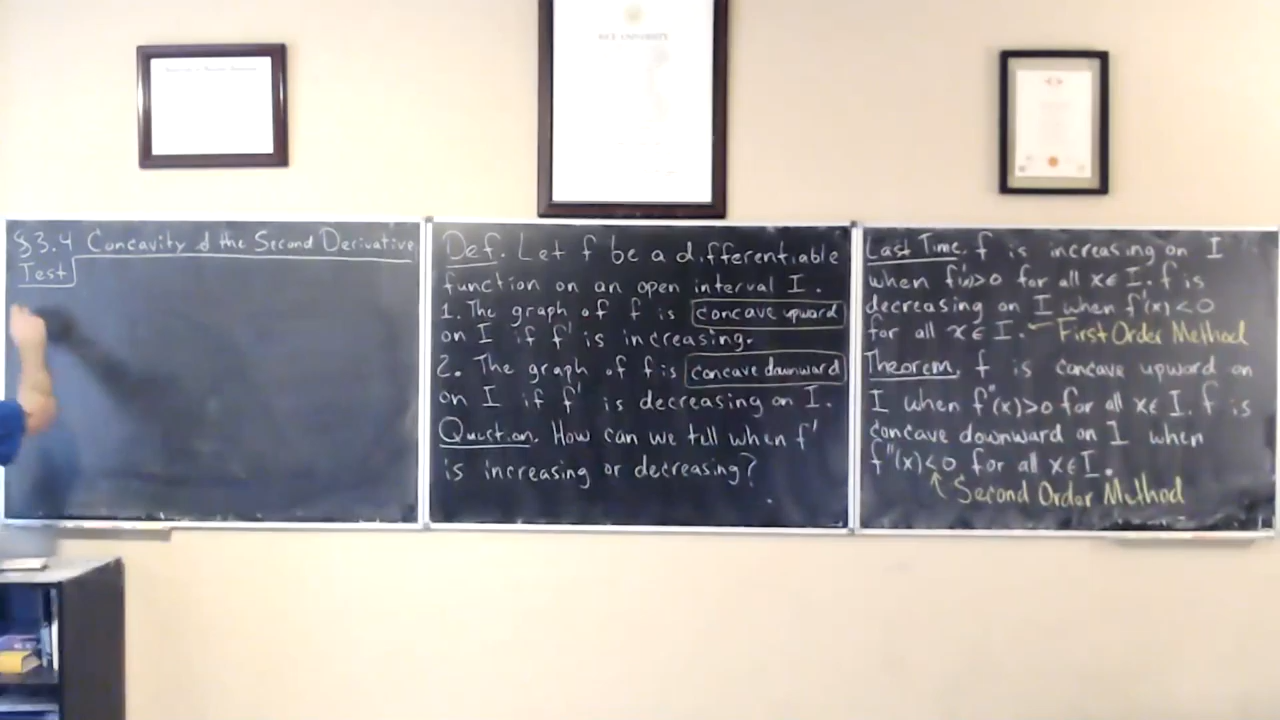 RICE UNIVERSITY
§3.4 Concavity & the Second Derivative
Test
Def. Let f be a differentiable
function on an open interval I.
1. The graph of f is concave upward
on I if f' is increasing.
2. The graph of f is concave downward
on I if f' is decreasing on I.
Question. How can we tell when f'
is increasing or decreasing?
Last Time. f is increasing on I
when f'(x)>0 for all x∈I. f is
decreasing on I when f'(x)<0
for all x∈I. ← First Order Method
Theorem. f is concave upward on
I when f"(x)>0 for all x∈I. f is
concave downward on I when
f"(x)<0 for all x∈I.
↑ Second Order Method